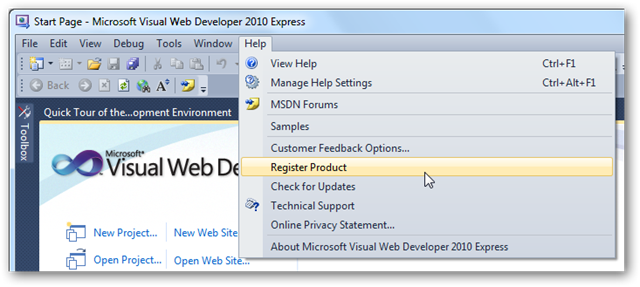 Start Page - Microsoft Visual Web Developer 2010 Express
File Edit View Debug Tools Window Help
Back
Quick Tour of the...opment Environment
Toolbox
Microsoft®
Visual Web De
New Project... New Web Site...
Open Project... Open Web Site...
View Help Ctrl+F1
Manage Help Settings Ctrl+Alt+F1
MSDN Forums
Samples
Customer Feedback Options...
Register Product
Check for Updates
Technical Support
Online Privacy Statement...
About Microsoft Visual Web Developer 2010 Express